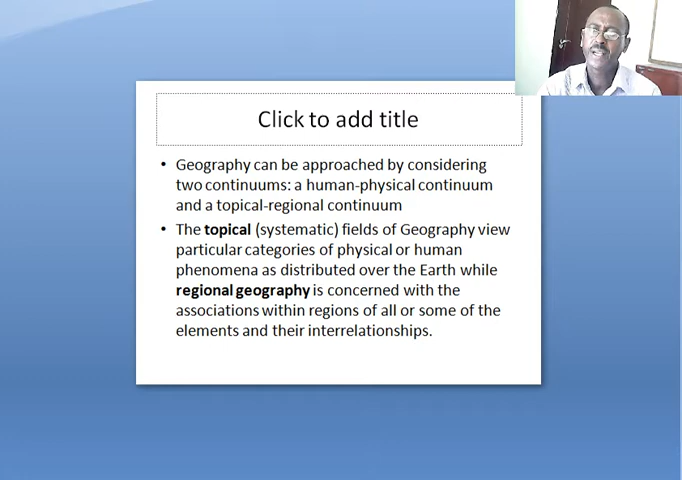 Click to add title
• Geography can be approached by considering
two continuums: a human-physical continuum
and a topical-regional continuum
• The topical (systematic) fields of Geography view
particular categories of physical or human
phenomena as distributed over the Earth while
regional geography is concerned with the
associations within regions of all or some of the
elements and their interrelationships.